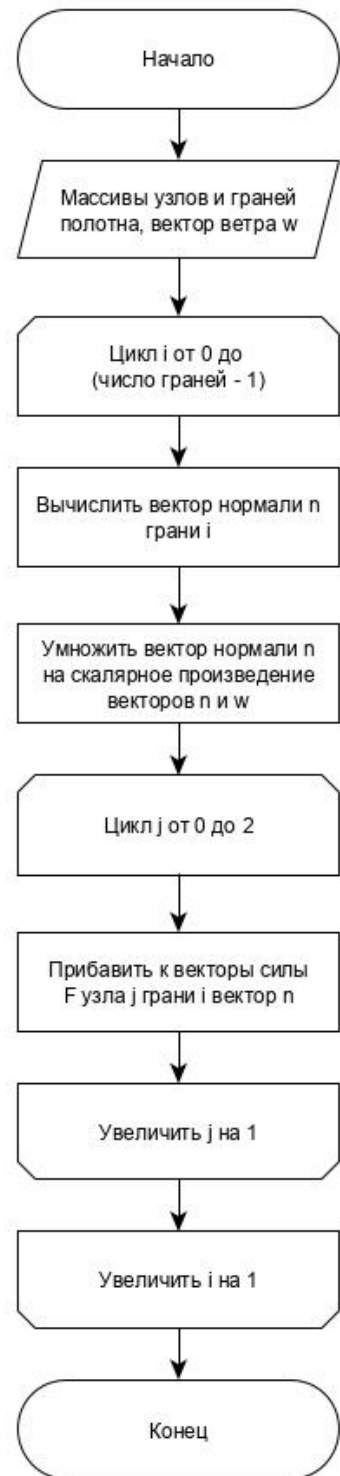 Начало
Массивы узлов и граней
полотна, вектор ветра w
Цикл i от 0 до
(число граней - 1)
Вычислить вектор нормали n
грани i
Умножить вектор нормали n
на скалярное произведение
векторов n и w
Цикл j от 0 до 2
Прибавить к векторы силы
F узла j грани i вектор n
Увеличить j на 1
Увеличить i на 1
Конец